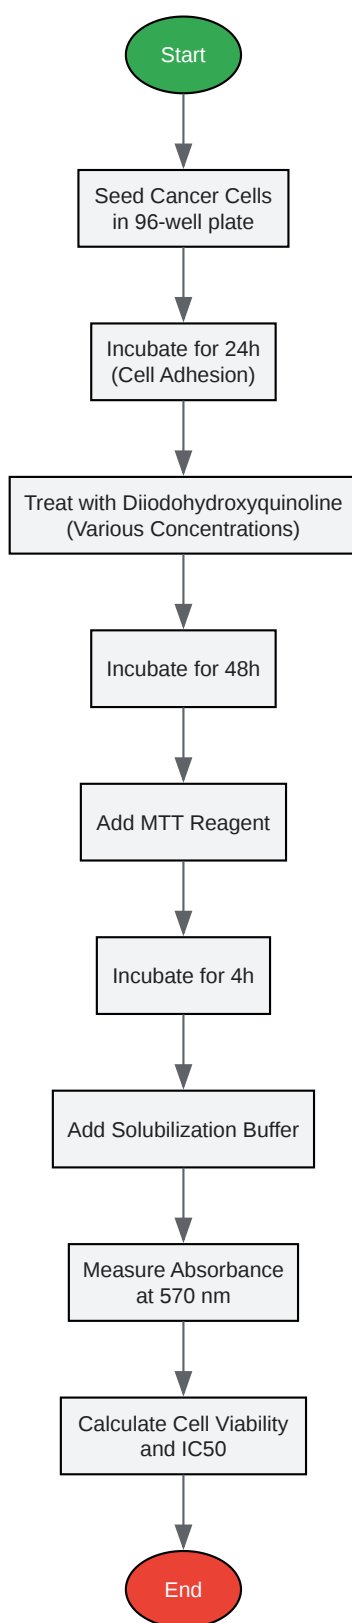 Start
Seed Cancer Cells
in 96-well plate
Incubate for 24h
(Cell Adhesion)
Treat with Diiodohydroxyquinoline
(Various Concentrations)
Incubate for 48h
Add MTT Reagent
Incubate for 4h
Add Solubilization Buffer
Measure Absorbance
at 570 nm
Calculate Cell Viability
and IC50
End